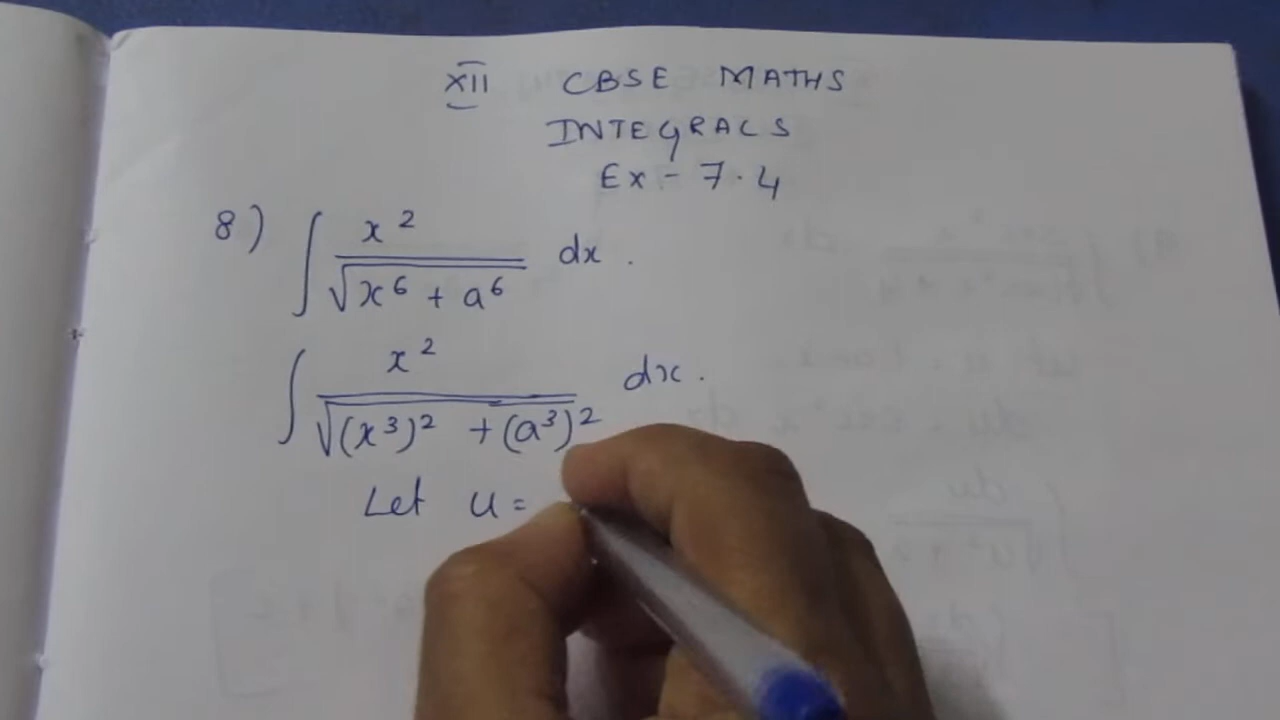 XII CBSE MATHS
INTEGRALS
Ex - 7.4
8) ∫ x² / √(x⁶ + a⁶) dx.
∫ x² / √((x³)² + (a³)²) dx.
Let u =